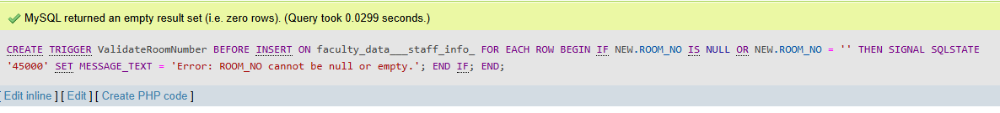 MySQL returned an empty result set (i.e. zero rows). (Query took 0.0299 seconds.)
CREATE TRIGGER ValidateRoomNumber BEFORE INSERT ON faculty_data___staff_info_ FOR EACH ROW BEGIN IF NEW.ROOM_NO IS NULL OR NEW.ROOM_NO = '' THEN SIGNAL SQLSTATE
'45000' SET MESSAGE_TEXT = 'Error: ROOM_NO cannot be null or empty.'; END IF; END;
[ Edit inline ] [ Edit ] [ Create PHP code ]